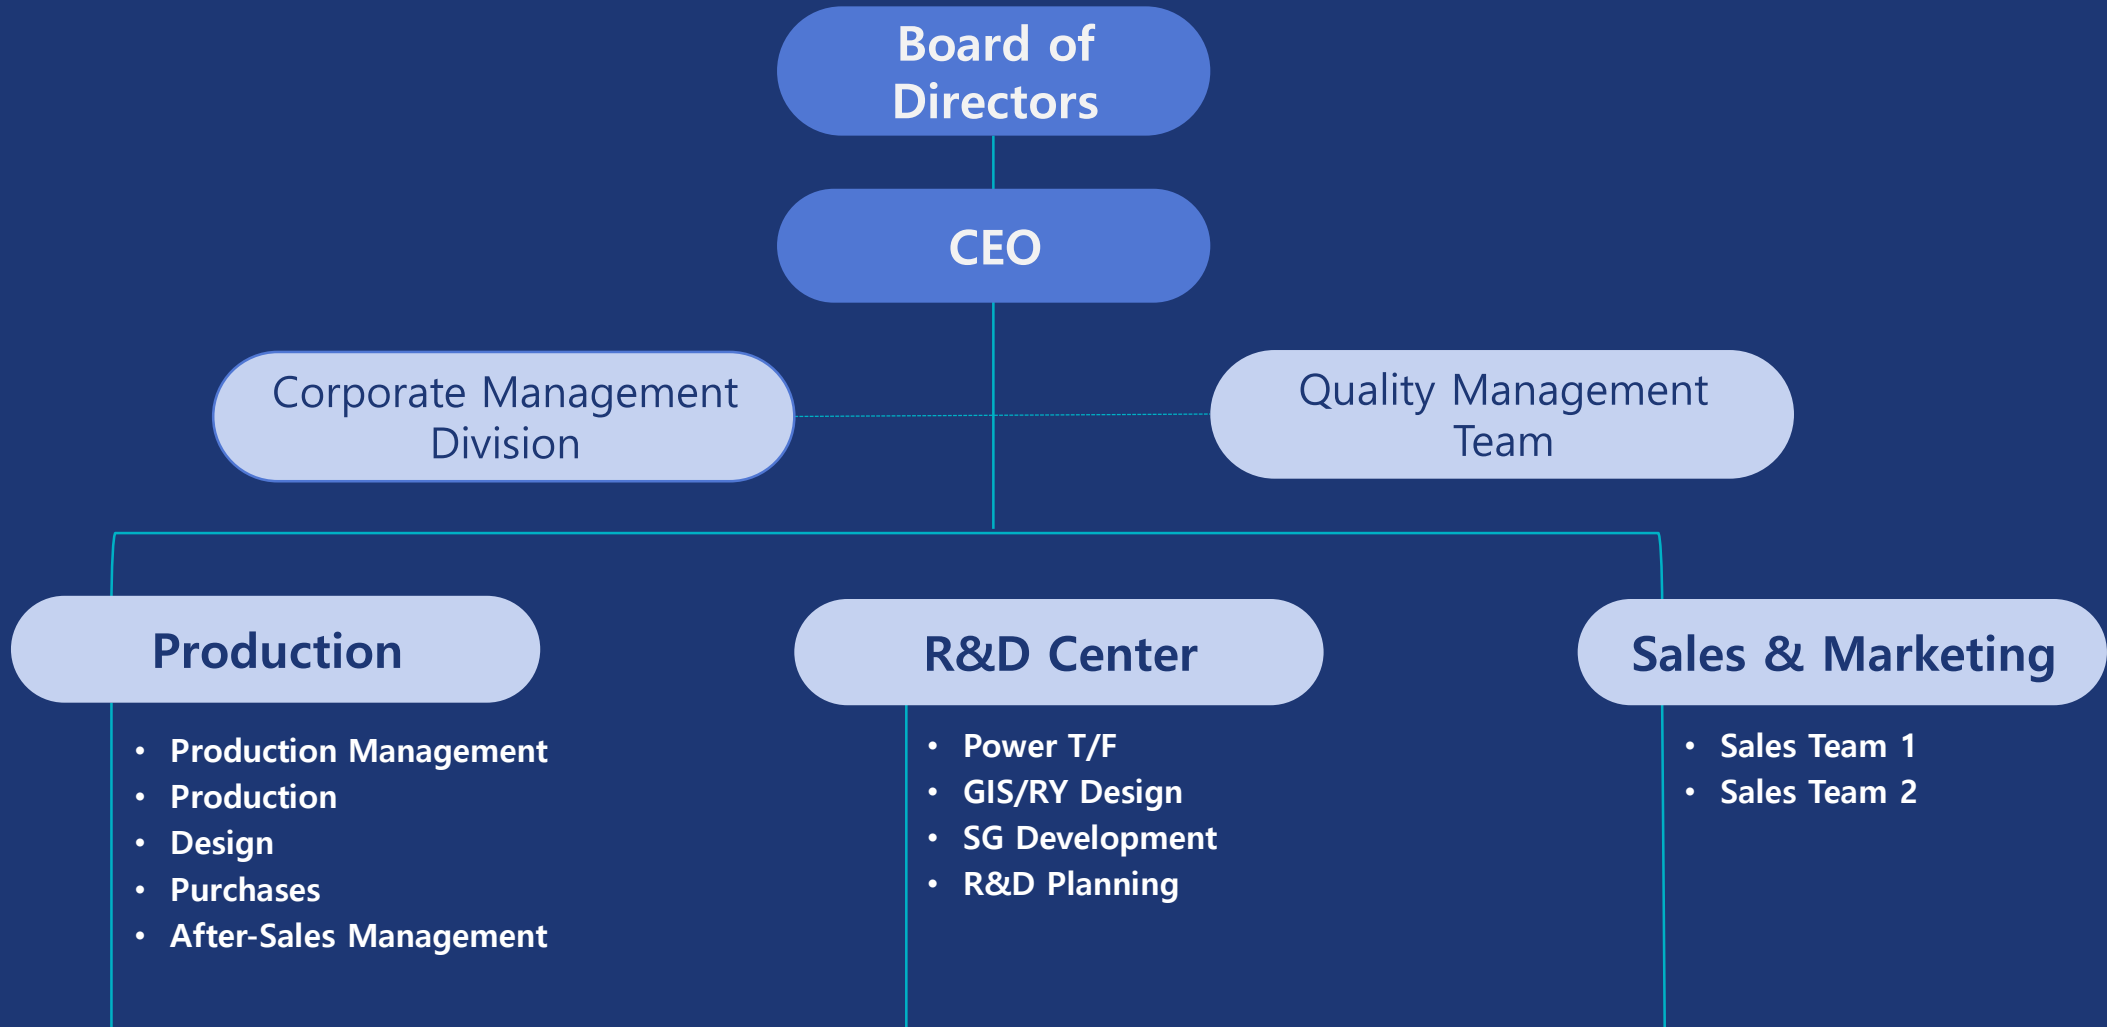 Board of
Directors
CEO
Corporate Management
Division
Quality Management
Team
Production
• Production Management
• Production
• Design
• Purchases
• After-Sales Management
R&D Center
• Power T/F
• GIS/RY Design
• SG Development
• R&D Planning
Sales & Marketing
• Sales Team 1
• Sales Team 2